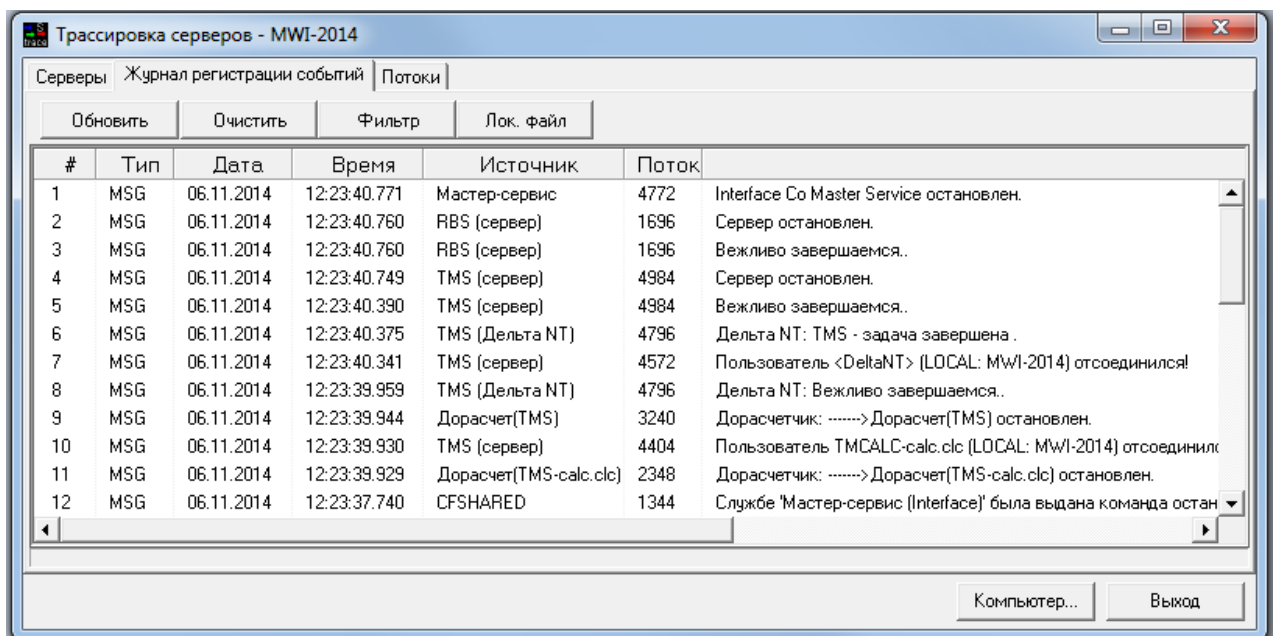 Трассировка серверов - MWI-2014
Серверы Журнал регистрации событий Потоки
Обновить Очистить Фильтр Лок. файл
# Тип Дата Время Источник Поток
1 MSG 06.11.2014 12:23:40.771 Мастер-сервис 4772 Interface Co Master Service остановлен.
2 MSG 06.11.2014 12:23:40.760 RBS (сервер) 1696 Сервер остановлен.
3 MSG 06.11.2014 12:23:40.760 RBS (сервер) 1696 Вежливо завершаемся..
4 MSG 06.11.2014 12:23:40.749 TMS (сервер) 4984 Сервер остановлен.
5 MSG 06.11.2014 12:23:40.390 TMS (сервер) 4984 Вежливо завершаемся..
6 MSG 06.11.2014 12:23:40.375 TMS (Дельта NT) 4796 Дельта NT: TMS - задача завершена .
7 MSG 06.11.2014 12:23:40.341 TMS (сервер) 4572 Пользователь <DeltaNT> (LOCAL: MWI-2014) отсоединился!
8 MSG 06.11.2014 12:23:39.959 TMS (Дельта NT) 4796 Дельта NT: Вежливо завершаемся..
9 MSG 06.11.2014 12:23:39.944 Дорасчет(TMS) 3240 Дорасчетчик: ------->Дорасчет(TMS) остановлен.
10 MSG 06.11.2014 12:23:39.930 TMS (сервер) 4404 Пользователь TMCALC-calc.clc (LOCAL: MWI-2014) отсоединилс
11 MSG 06.11.2014 12:23:39.929 Дорасчет(TMS-calc.clc) 2348 Дорасчетчик: ------->Дорасчет(TMS-calc.clc) остановлен.
12 MSG 06.11.2014 12:23:37.740 CFSHARED 1344 Службе 'Мастер-сервис (Interface)' была выдана команда остан
Компьютер... Выход